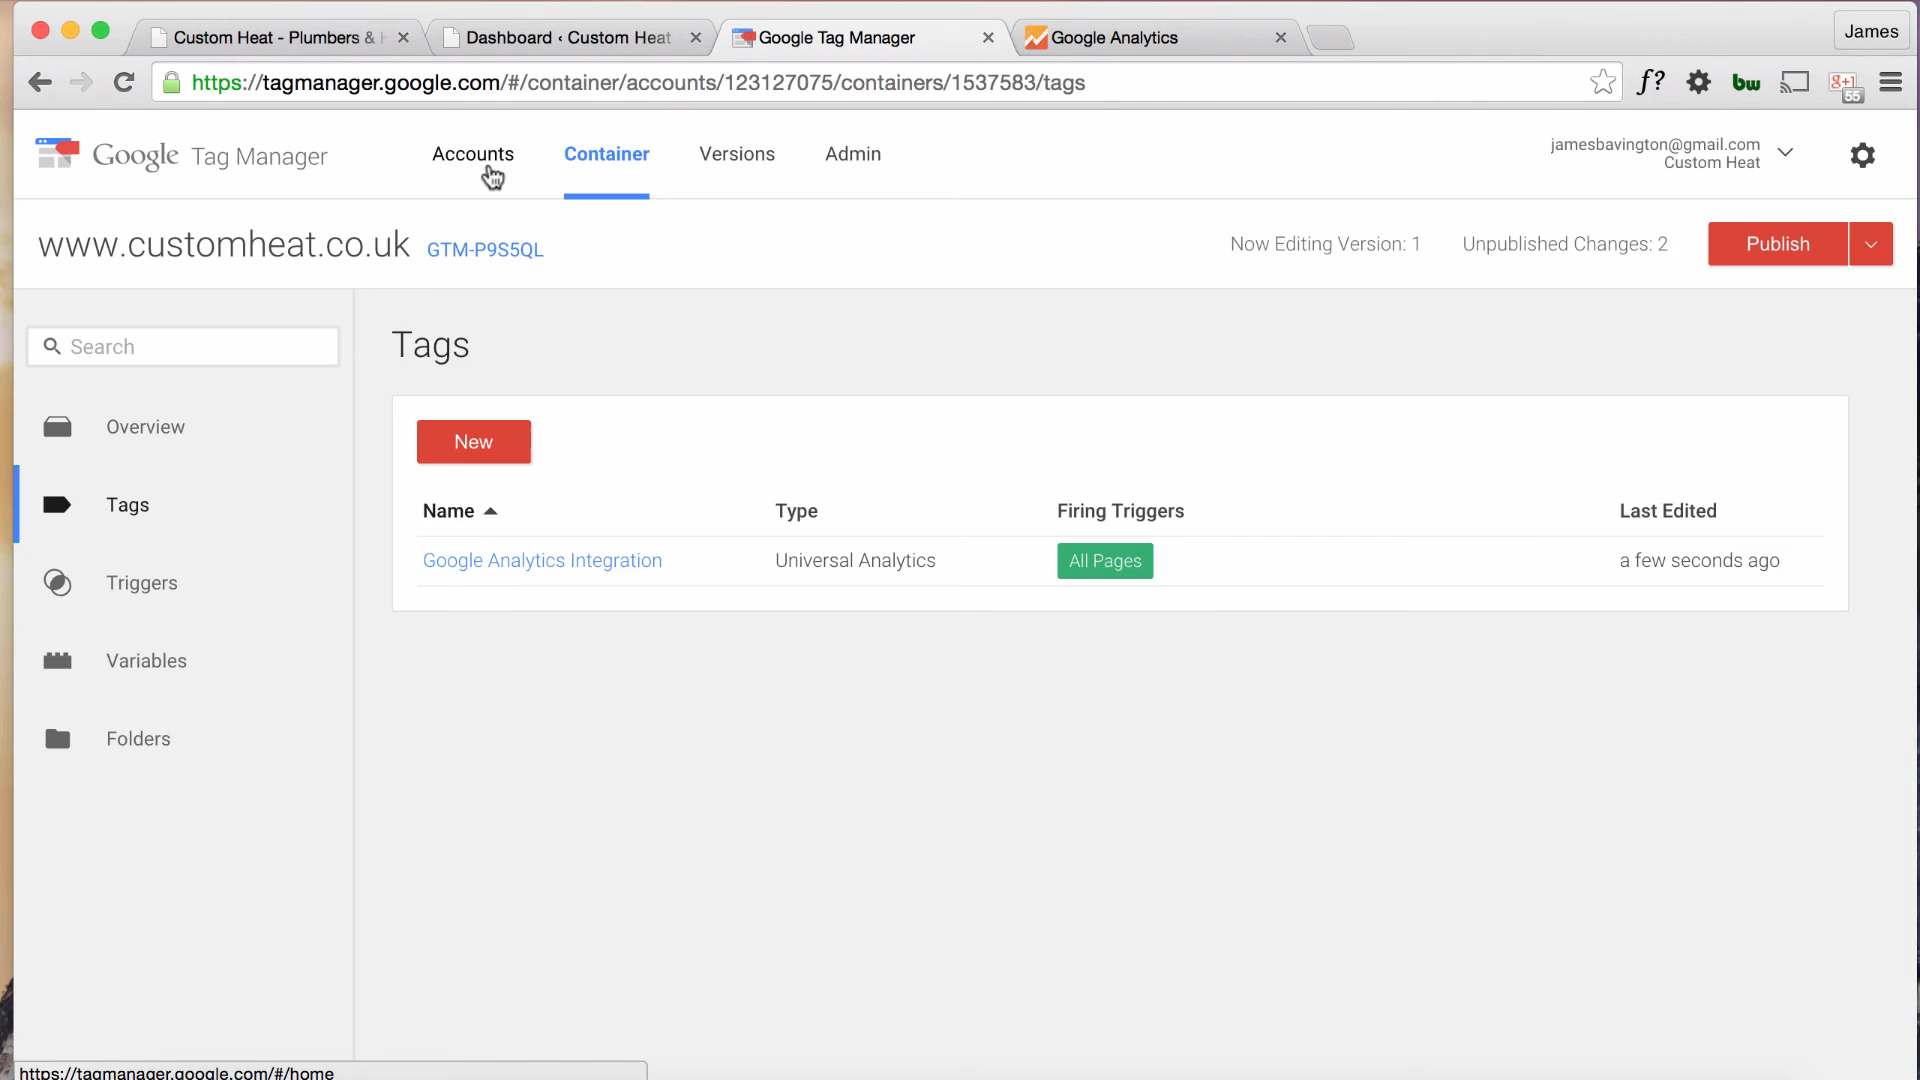 Custom Heat - Plumbers & H
Dashboard ‹ Custom Heat
Google Tag Manager
Google Analytics
James
https://tagmanager.google.com/#/container/accounts/123127075/containers/1537583/tags
f?
bw
g+1
55
Google Tag Manager
Accounts
Container
Versions
Admin
jamesbavington@gmail.com
Custom Heat
www.customheat.co.uk GTM-P9S5QL
Now Editing Version: 1
Unpublished Changes: 2
Publish
Search
Overview
Tags
Triggers
Variables
Folders
Tags
New
Name Type Firing Triggers Last Edited
Google Analytics Integration Universal Analytics All Pages a few seconds ago
https://tagmanager.google.com/#/home